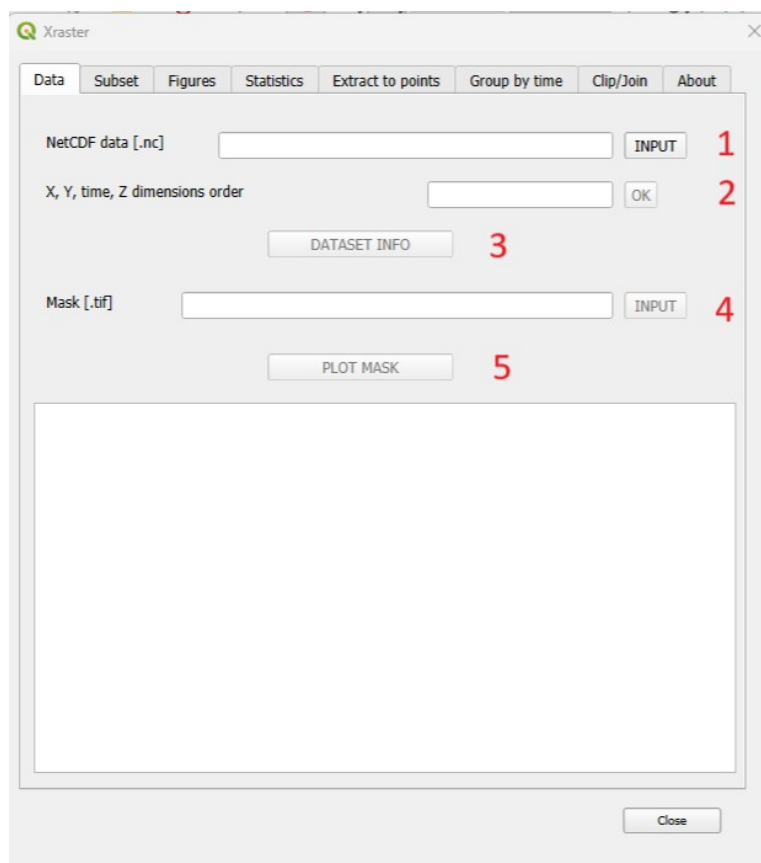 Xraster
Data Subset Figures Statistics Extract to points Group by time Clip/Join About
NetCDF data [.nc] INPUT 1
X, Y, time, Z dimensions order OK 2
DATASET INFO 3
Mask [.tif] INPUT 4
PLOT MASK 5
Close